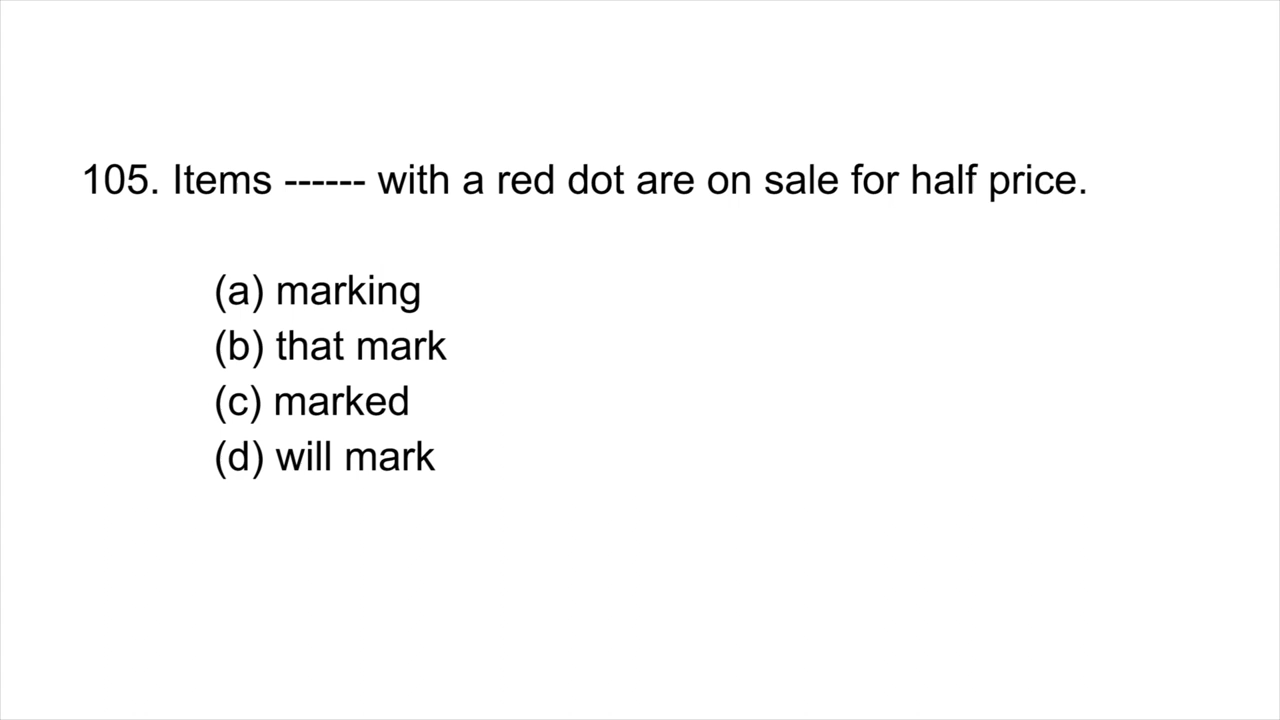 105. Items ------ with a red dot are on sale for half price.
(a) marking
(b) that mark
(c) marked
(d) will mark